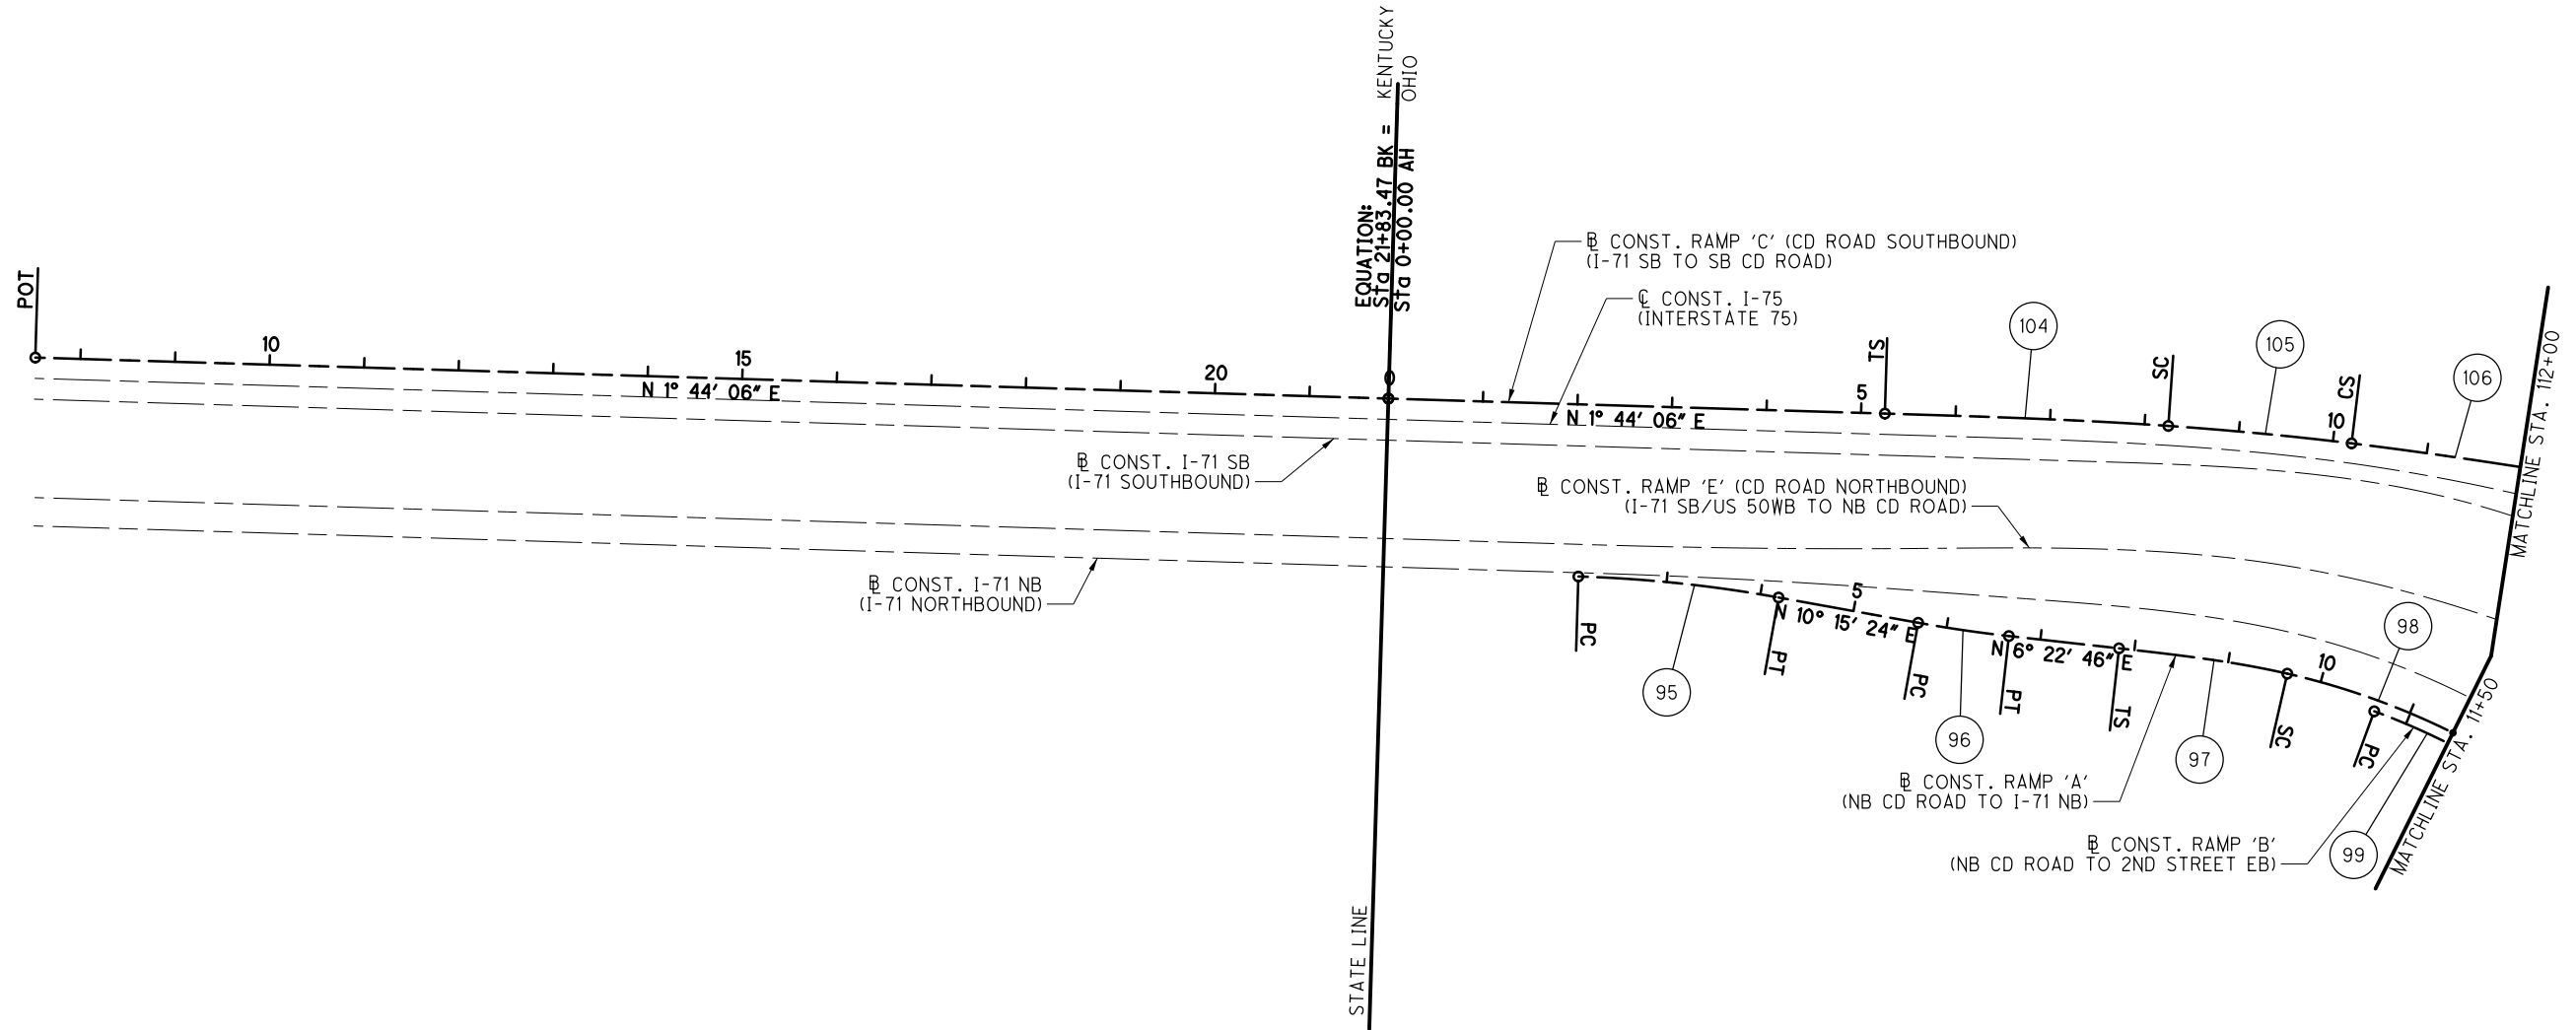 KENTUCKY
OHIO
EQUATION:
Sta 21+83.47 BK =
Sta 0+00.00 AH
POT
10
15
20
0
N 1° 44' 06" E
℄ CONST. I-71 SB
(I-71 SOUTHBOUND)
℄ CONST. I-71 NB
(I-71 NORTHBOUND)
STATE LINE
℄ CONST. RAMP 'C' (CD ROAD SOUTHBOUND)
(I-71 SB TO SB CD ROAD)
℄ CONST. I-75
(INTERSTATE 75)
N 1° 44' 06" E
5
TS
104
SC
105
10
CS
106
MATCHLINE STA. 112+00
℄ CONST. RAMP 'E' (CD ROAD NORTHBOUND)
(I-71 SB/US 50WB TO NB CD ROAD)
PC
95
PT
5
N 10° 15' 24" E
PC
96
PT
N 6° 22' 46" E
TS
97
SC
10
98
PC
99
℄ CONST. RAMP 'A'
(NB CD ROAD TO I-71 NB)
℄ CONST. RAMP 'B'
(NB CD ROAD TO 2ND STREET EB)
MATCHLINE STA. 11+50